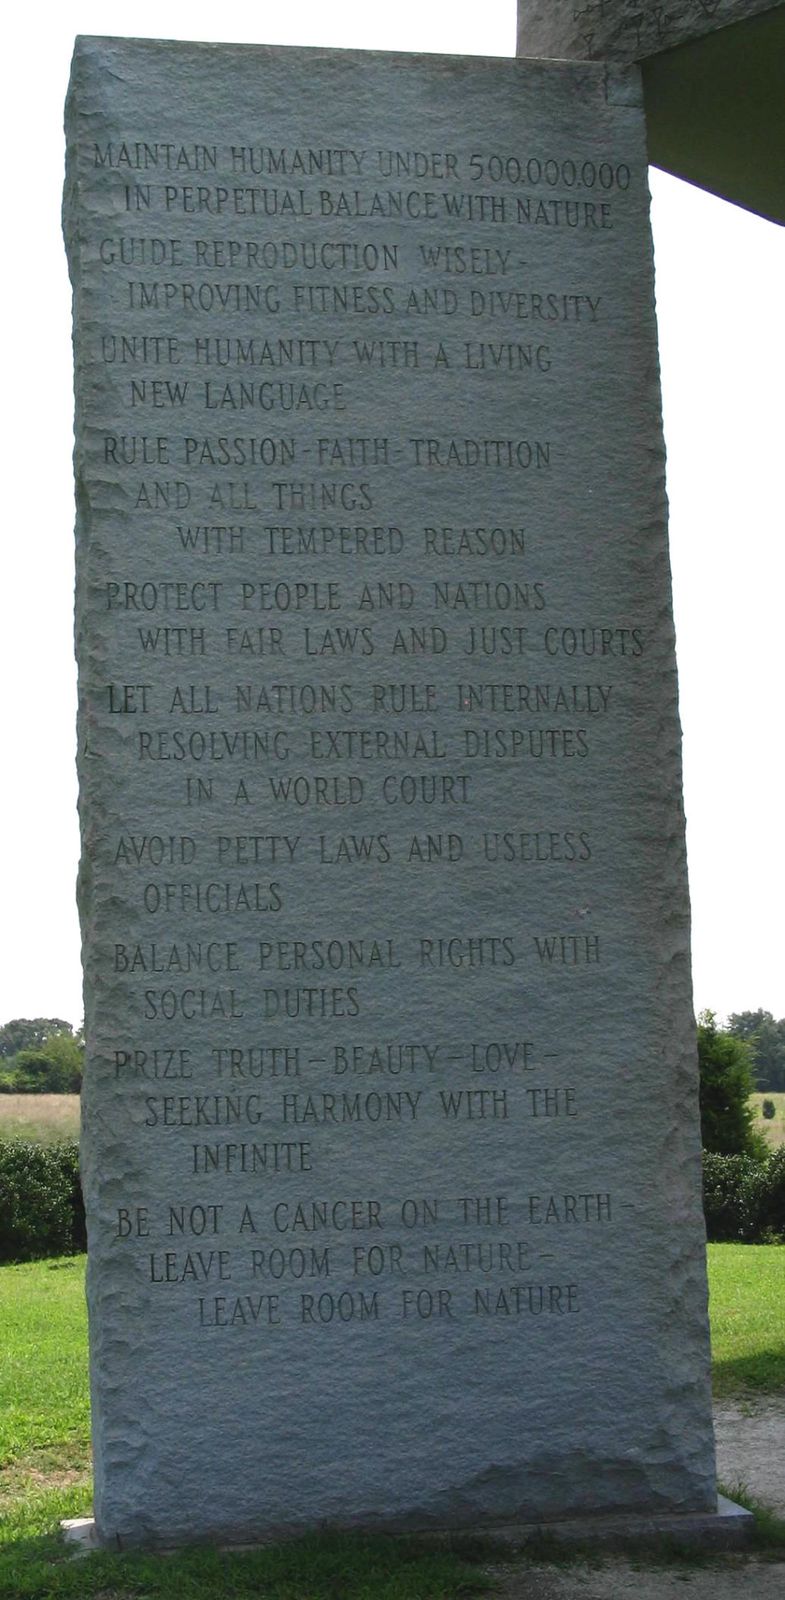 MAINTAIN HUMANITY UNDER 500,000,000
IN PERPETUAL BALANCE WITH NATURE
GUIDE REPRODUCTION WISELY –
IMPROVING FITNESS AND DIVERSITY
UNITE HUMANITY WITH A LIVING
NEW LANGUAGE
RULE PASSION – FAITH – TRADITION –
AND ALL THINGS
WITH TEMPERED REASON
PROTECT PEOPLE AND NATIONS
WITH FAIR LAWS AND JUST COURTS
LET ALL NATIONS RULE INTERNALLY
RESOLVING EXTERNAL DISPUTES
IN A WORLD COURT
AVOID PETTY LAWS AND USELESS
OFFICIALS
BALANCE PERSONAL RIGHTS WITH
SOCIAL DUTIES
PRIZE TRUTH – BEAUTY – LOVE –
SEEKING HARMONY WITH THE
INFINITE
BE NOT A CANCER ON THE EARTH –
LEAVE ROOM FOR NATURE –
LEAVE ROOM FOR NATURE